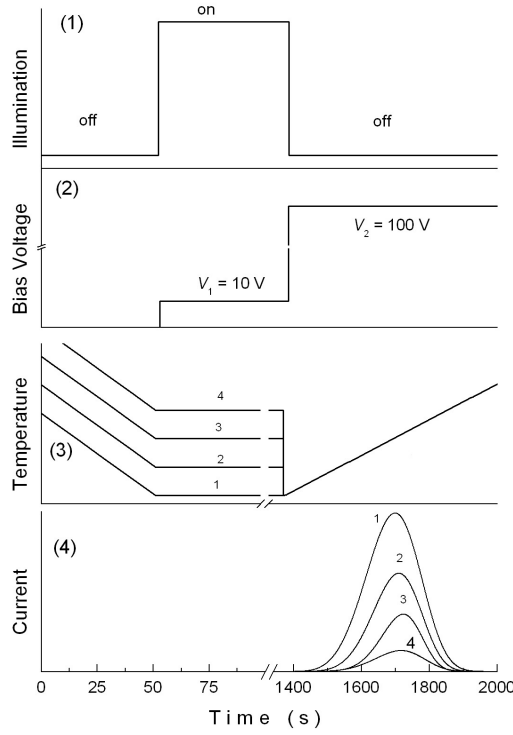 (1)
on
off
off
Illumination
(2)
V₂ = 100 V
V₁ = 10 V
Bias Voltage
4
3
2
1
(3)
Temperature
(4)
1
2
3
4
Current
0 25 50 75 1400 1600 1800 2000
Time (s)